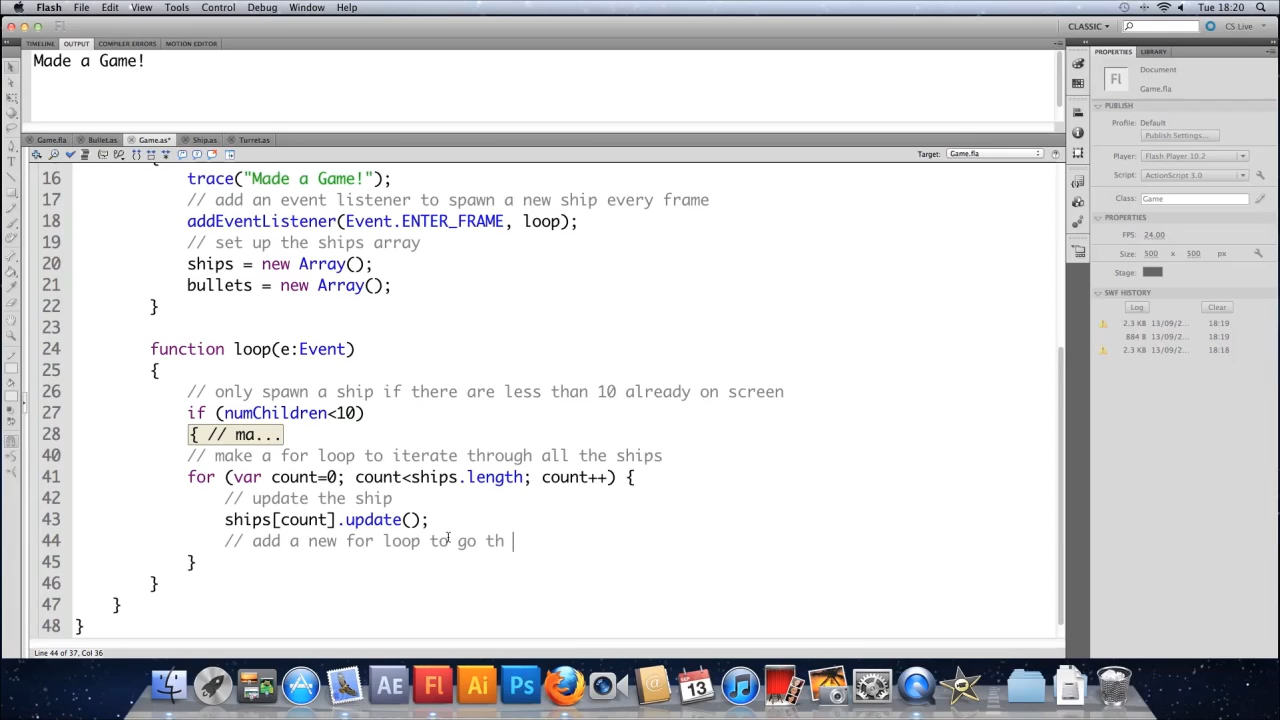 Flash File Edit View Tools Control Debug Window Help Tue 18:20
CLASSIC CS Live
TIMELINE OUTPUT COMPILER ERRORS MOTION EDITOR
Made a Game!
Game.fla Bullet.as Game.as* Ship.as Turret.as
Target: Game.fla
16 trace("Made a Game!");
17 // add an event listener to spawn a new ship every frame
18 addEventListener(Event.ENTER_FRAME, loop);
19 // set up the ships array
20 ships = new Array();
21 bullets = new Array();
22 }
23
24 function loop(e:Event)
25 {
26 // only spawn a ship if there are less than 10 already on screen
27 if (numChildren<10)
28 { // ma...
40 // make a for loop to iterate through all the ships
41 for (var count=0; count<ships.length; count++) {
42 // update the ship
43 ships[count].update();
44 // add a new for loop to go th
45 }
46 }
47 }
48 }
Line 44 of 37, Col 36
PROPERTIES LIBRARY
Fl Document
Game.fla
PUBLISH
Profile: Default
Publish Settings...
Player: Flash Player 10.2
Script: ActionScript 3.0
Class: Game
PROPERTIES
FPS: 24.00
Size: 500 x 500 px
Stage:
SWF HISTORY
Log Clear
2.3 KB 13/09/2... 18:19
884 B 13/09/2... 18:19
2.3 KB 13/09/2... 18:18
AE Fl Ai Ps 13